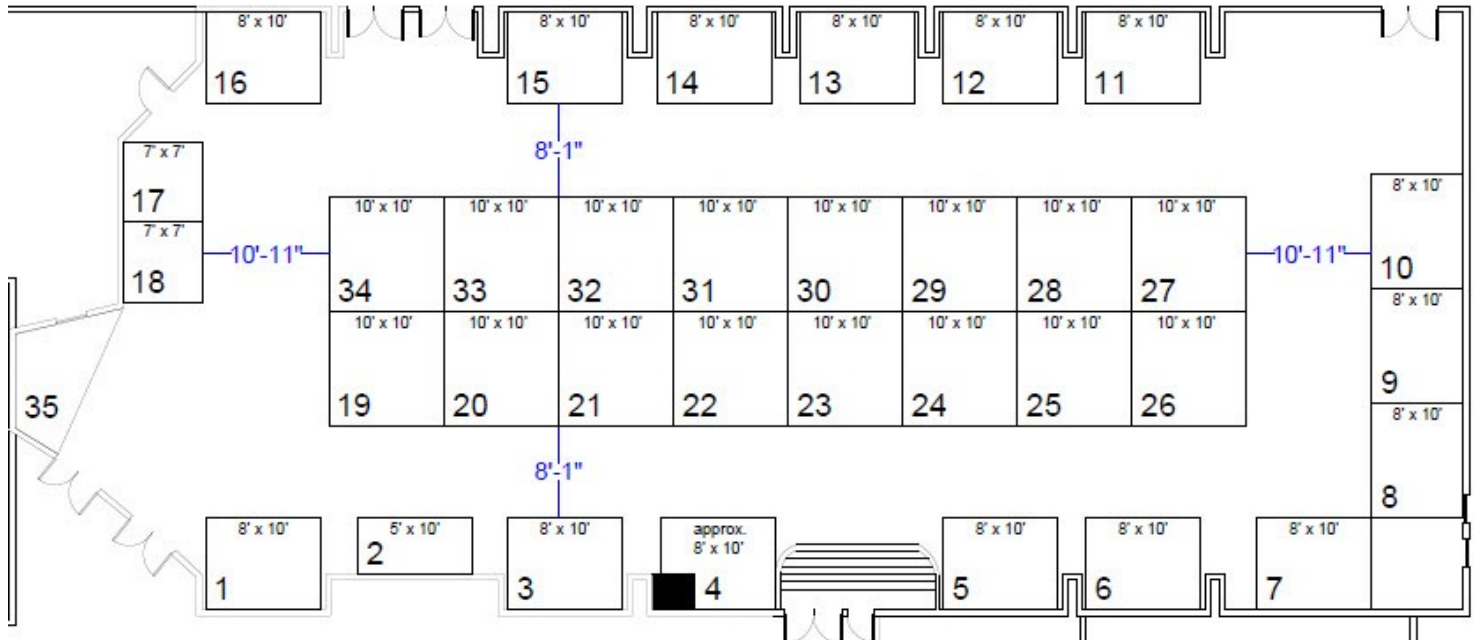 8' x 10'
16
8' x 10'
15
8' x 10'
14
8' x 10'
13
8' x 10'
12
8' x 10'
11
7' x 7'
17
7' x 7'
18
8'-1"
10'-11"
10' x 10'
34
10' x 10'
33
10' x 10'
32
10' x 10'
31
10' x 10'
30
10' x 10'
29
10' x 10'
28
10' x 10'
27
10'-11"
8' x 10'
10
8' x 10'
9
8' x 10'
8
35
10' x 10'
19
10' x 10'
20
10' x 10'
21
10' x 10'
22
10' x 10'
23
10' x 10'
24
10' x 10'
25
10' x 10'
26
8'-1"
8' x 10'
1
5' x 10'
2
8' x 10'
3
approx.
8' x 10'
4
8' x 10'
5
8' x 10'
6
8' x 10'
7